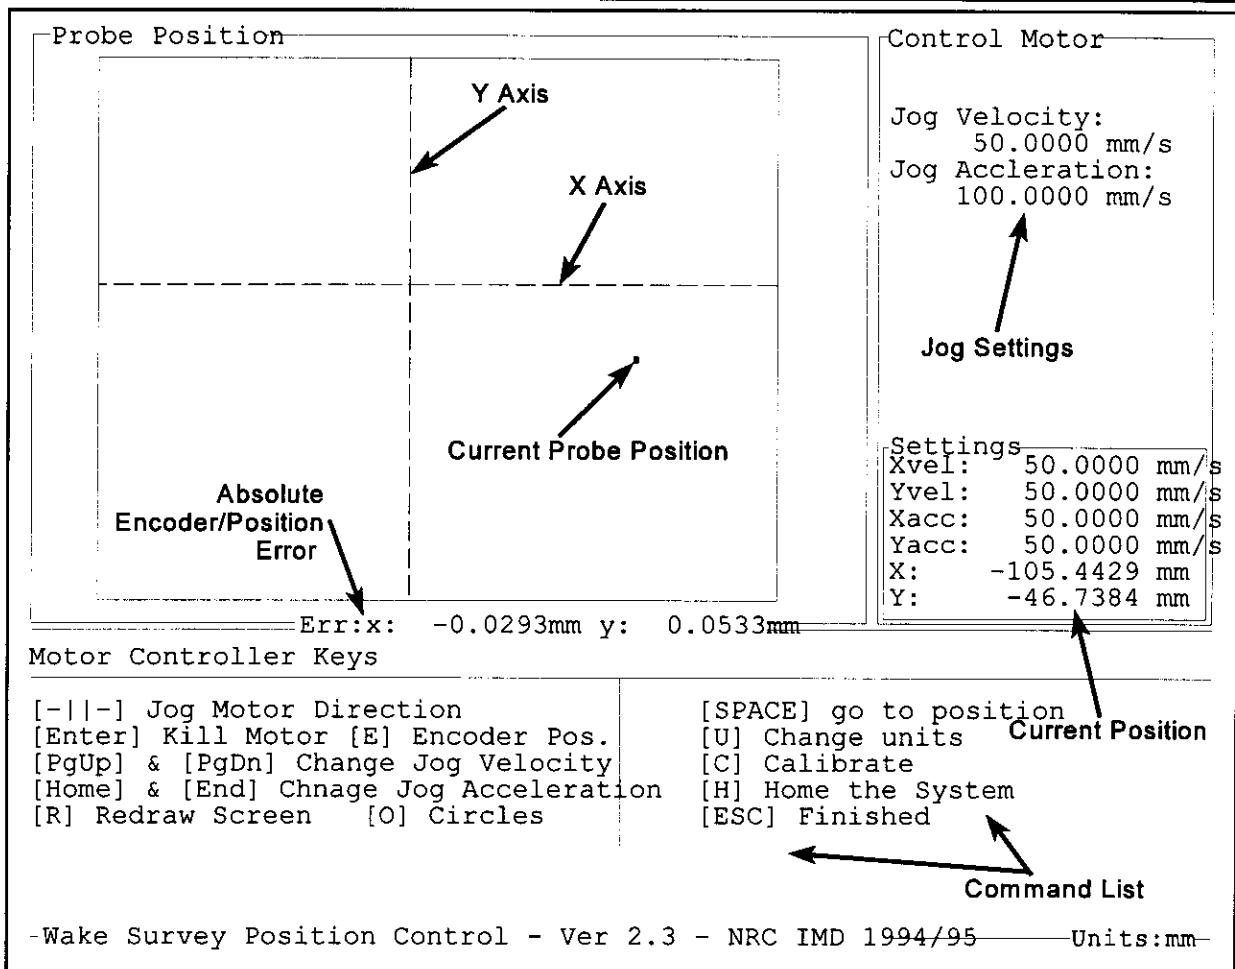 Probe Position
Y Axis
X Axis
Current Probe Position
Absolute
Encoder/Position
Error
Err:x: -0.0293mm y: 0.0533mm
Control Motor
Jog Velocity:
50.0000 mm/s
Jog Accleration:
100.0000 mm/s
Jog Settings
Settings
Xvel: 50.0000 mm/s
Yvel: 50.0000 mm/s
Xacc: 50.0000 mm/s
Yacc: 50.0000 mm/s
X: -105.4429 mm
Y: -46.7384 mm
Current Position
Motor Controller Keys
[-||-] Jog Motor Direction
[Enter] Kill Motor [E] Encoder Pos.
[PgUp] & [PgDn] Change Jog Velocity
[Home] & [End] Chnage Jog Acceleration
[R] Redraw Screen [O] Circles
[SPACE] go to position
[U] Change units
[C] Calibrate
[H] Home the System
[ESC] Finished
Command List
-Wake Survey Position Control - Ver 2.3 - NRC IMD 1994/95 Units:mm